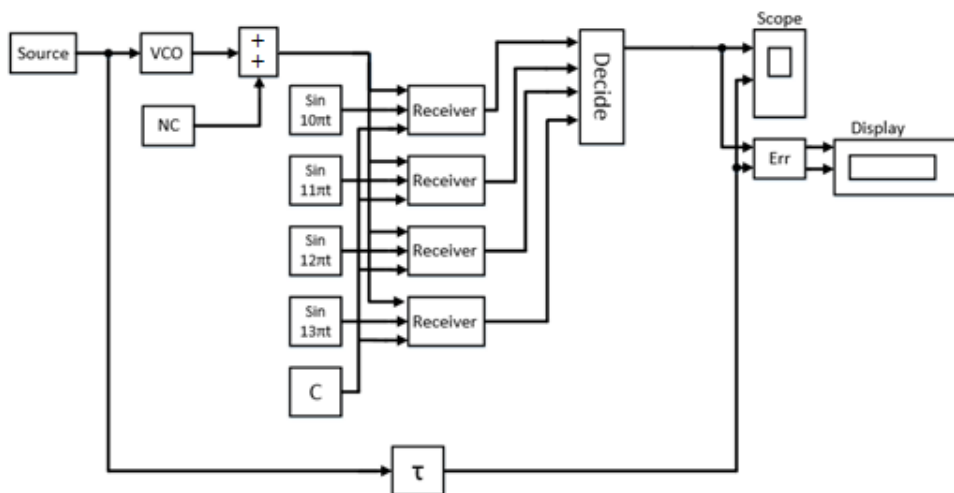 Source
VCO
+
+
NC
Sin
10πt
Receiver
Sin
11πt
Receiver
Sin
12πt
Receiver
Sin
13πt
Receiver
C
τ
Decide
Scope
Err
Display